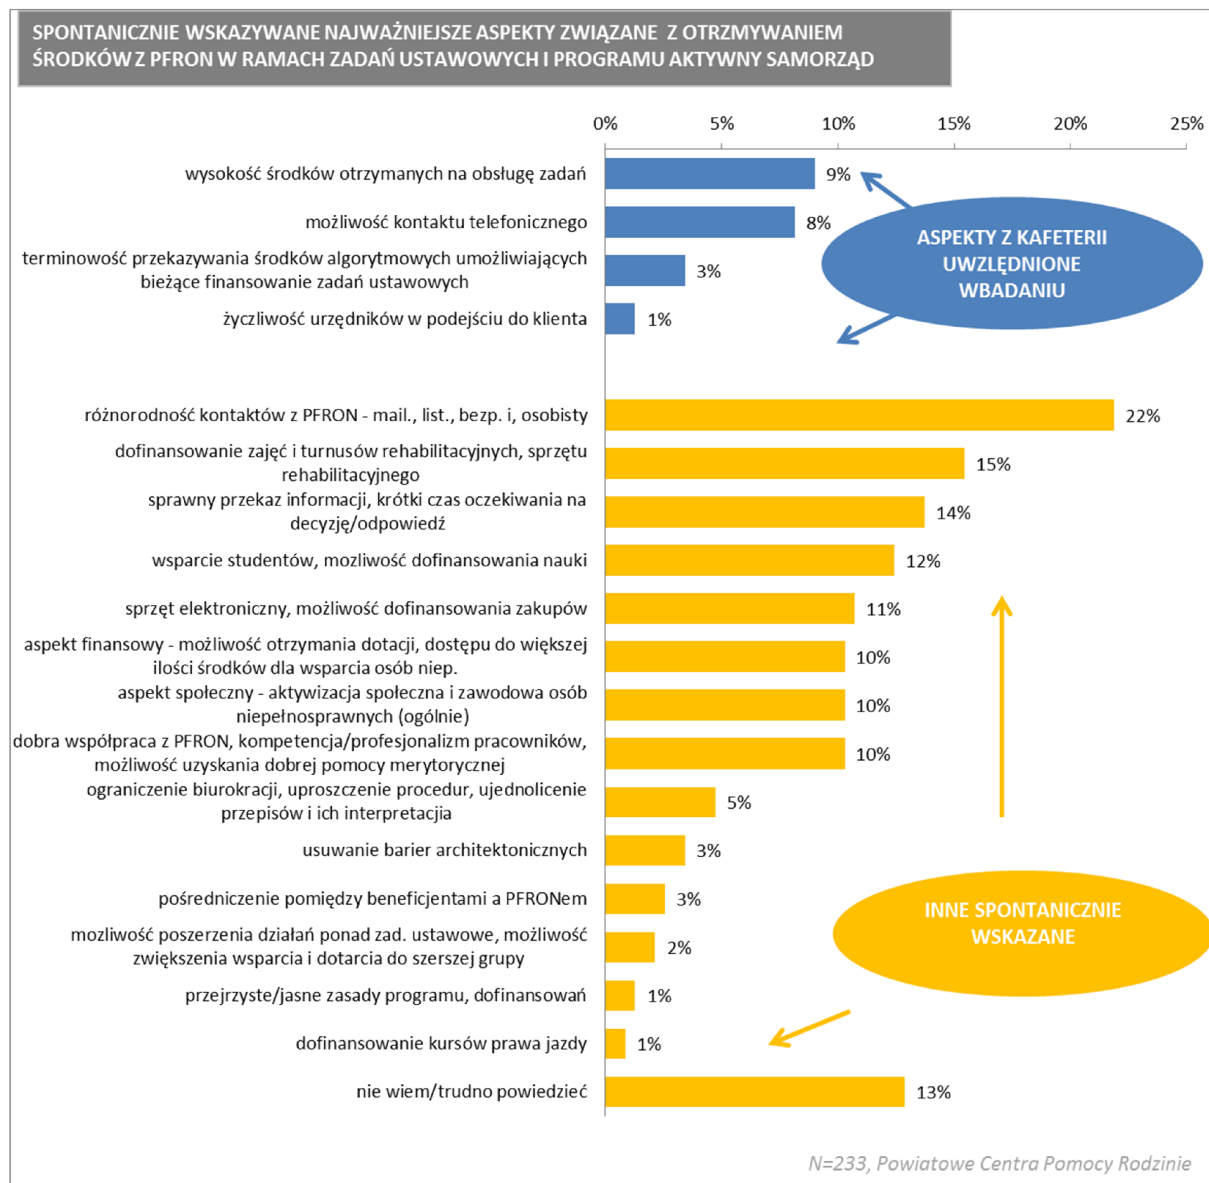 SPONTANICZNIE WSKAZYWANE NAJWAŻNIEJSZE ASPEKTY ZWIĄZANE Z OTRZMYWANIEM
ŚRODKÓW Z PFRON W RAMACH ZADAŃ USTAWOWYCH I PROGRAMU AKTYWNY SAMORZĄD
0% 5% 10% 15% 20% 25%
wysokość środków otrzymanych na obsługę zadań 9%
możliwość kontaktu telefonicznego 8%
terminowość przekazywania środków algorytmowych umożliwiających
bieżące finansowanie zadań ustawowych 3%
życzliwość urzędników w podejściu do klienta 1%
ASPEKTY Z KAFETERII
UWZLĘDNIONE
WBADANIU
różnorodność kontaktów z PFRON - mail., list., bezp. i, osobisty 22%
dofinansowanie zajęć i turnusów rehabilitacyjnych, sprzętu
rehabilitacyjnego 15%
sprawny przekaz informacji, krótki czas oczekiwania na
decyzję/odpowiedź 14%
wsparcie studentów, mozliwość dofinansowania nauki 12%
sprzęt elektroniczny, możliwość dofinansowania zakupów 11%
aspekt finansowy - możliwość otrzymania dotacji, dostępu do większej
ilości środków dla wsparcia osób niep. 10%
aspekt społeczny - aktywizacja społeczna i zawodowa osób
niepełnosprawnych (ogólnie) 10%
dobra współpraca z PFRON, kompetencja/profesjonalizm pracowników,
możliwość uzyskania dobrej pomocy merytorycznej 10%
ograniczenie biurokracji, uproszczenie procedur, ujednolicenie
przepisów i ich interpretacjia 5%
usuwanie barier architektonicznych 3%
pośredniczenie pomiędzy beneficjentami a PFRONem 3%
mozliwość poszerzenia działań ponad zad. ustawowe, możliwość
zwiększenia wsparcia i dotarcia do szerszej grupy 2%
przejrzyste/jasne zasady programu, dofinansowań 1%
dofinansowanie kursów prawa jazdy 1%
nie wiem/trudno powiedzieć 13%
INNE SPONTANICZNIE
WSKAZANE
N=233, Powiatowe Centra Pomocy Rodzinie